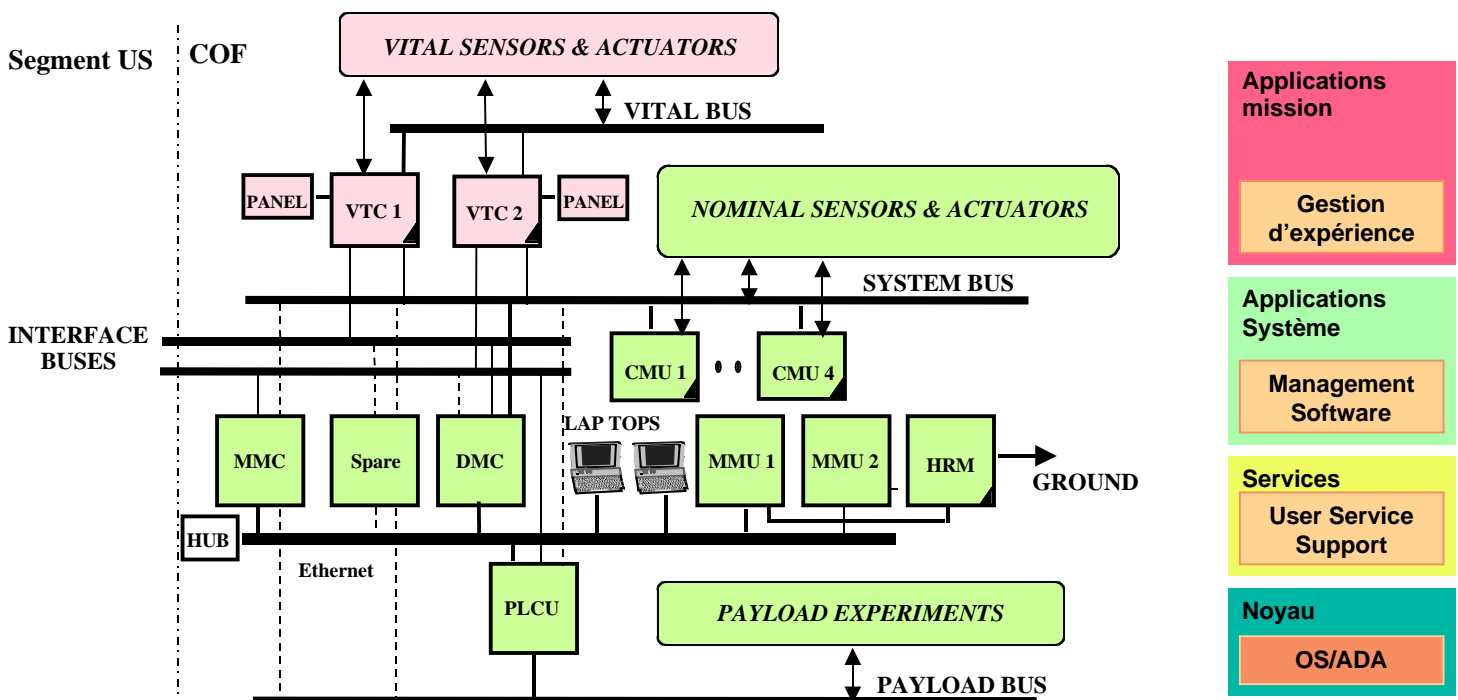 Segment US
COF
VITAL SENSORS & ACTUATORS
VITAL BUS
PANEL
VTC 1
VTC 2
PANEL
NOMINAL SENSORS & ACTUATORS
SYSTEM BUS
INTERFACE
BUSES
CMU 1
CMU 4
LAP TOPS
MMC
Spare
DMC
MMU 1
MMU 2
HRM
GROUND
HUB
Ethernet
PLCU
PAYLOAD EXPERIMENTS
PAYLOAD BUS
Applications
mission
Gestion
d'expérience
Applications
Système
Management
Software
Services
User Service
Support
Noyau
OS/ADA